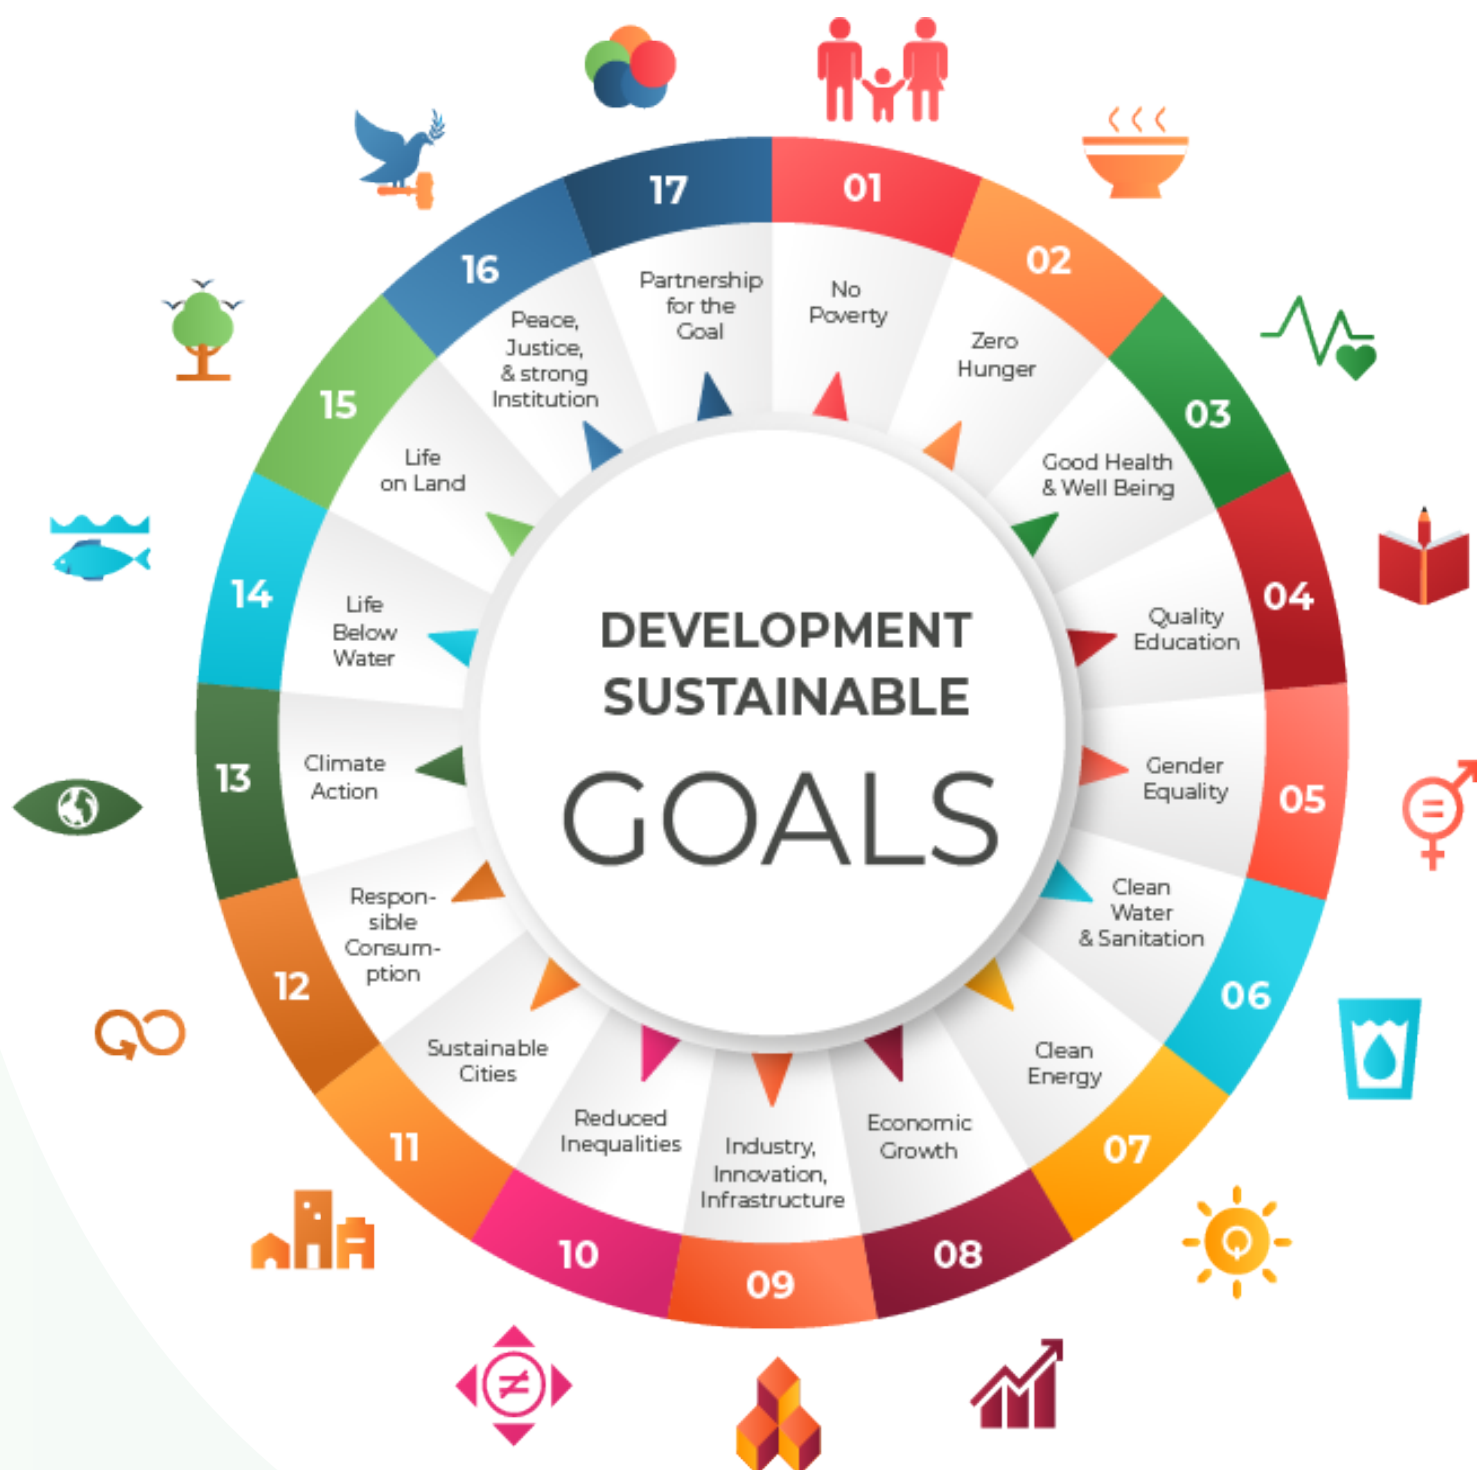 DEVELOPMENT
SUSTAINABLE
GOALS
01
No
Poverty
02
Zero
Hunger
03
Good Health
& Well Being
04
Quality
Education
05
Gender
Equality
06
Clean
Water
& Sanitation
07
Clean
Energy
08
Economic
Growth
09
Industry,
Innovation,
Infrastructure
10
Reduced
Inequalities
11
Sustainable
Cities
12
Respon-
sible
Consum-
ption
13
Climate
Action
14
Life
Below
Water
15
Life
on Land
16
Peace,
Justice,
& strong
Institution
17
Partnership
for the
Goal